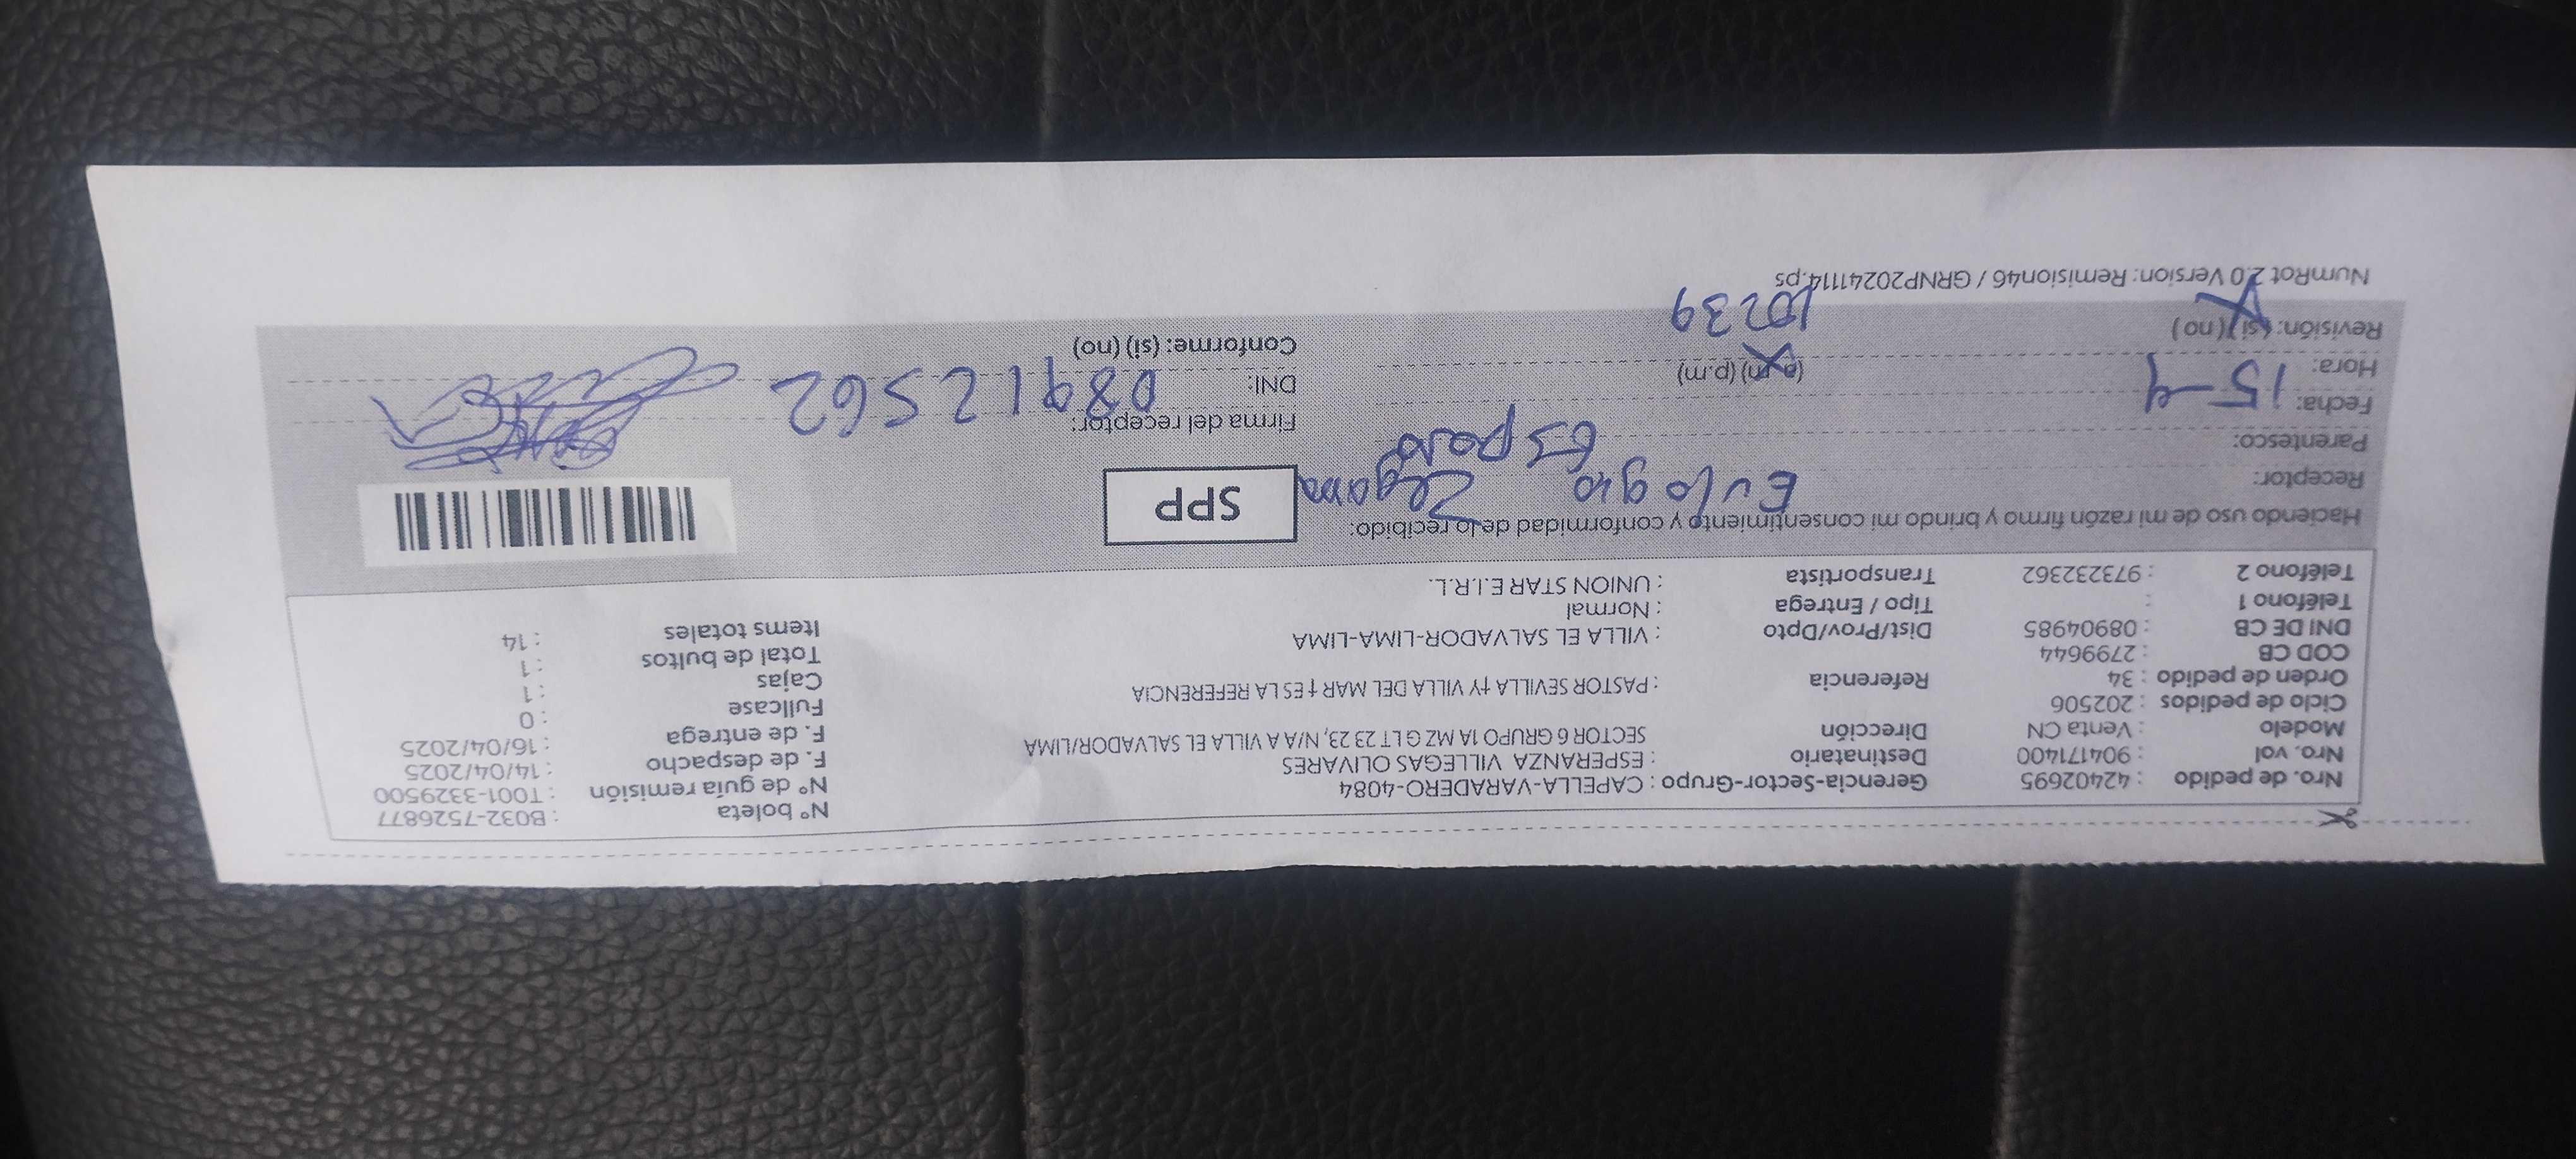 Nro. de pedido : 42402695 Gerencia-Sector-Grupo : CAPELLA-VARADERO-4084 N° boleta : B032-7526877
Nro. vol : 904171400 Destinatario : ESPERANZA VILLEGAS OLIVARES N° de guía remisión : T001-3329500
Modelo : Venta CN Dirección SECTOR 6 GRUPO 1A MZ G LT 23 23, N/A A VILLA EL SALVADOR/LIMA F. de despacho : 14/04/2025
Ciclo de pedidos : 202506 F. de entrega : 16/04/2025
Orden de pedido : 34 Referencia : PASTOR SEVILLA †Y VILLA DEL MAR † ES LA REFERENCIA Fullcase : 0
COD CB : 2799644 Cajas : 1
DNI DE CB : 08904985 Dist/Prov/Dpto : VILLA EL SALVADOR-LIMA-LIMA Total de bultos : 1
Teléfono 1 : Tipo / Entrega : Normal Items totales : 14
Teléfono 2 : 973232362 Transportista : UNION STAR E.I.R.L.
Haciendo uso de mi razón firmo y brindo mi consentimiento y conformidad de lo recibido:
SPP
Receptor: Eulogio
Parentesco: Esposo
Fecha: 15-4 Firma del receptor:
Hora: (a.m) (p.m) DNI: 08912562
Revisión: (si) (no) 10239 Conforme: (si) (no)
NumRot 2.0 Version: Remision46 / GRNP20241114.ps